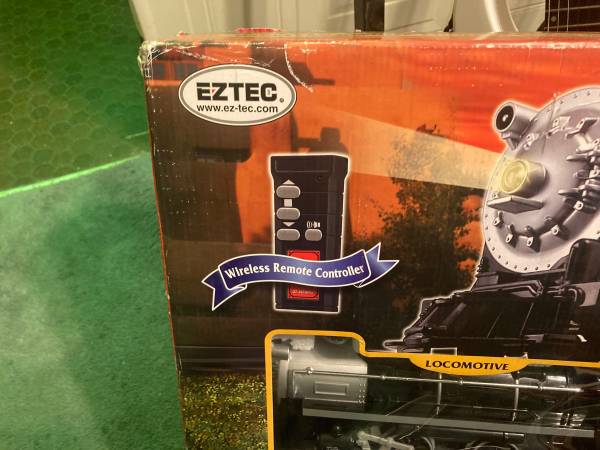 EZTEC®
www.ez-tec.com
Wireless Remote Controller
LOCOMOTIVE